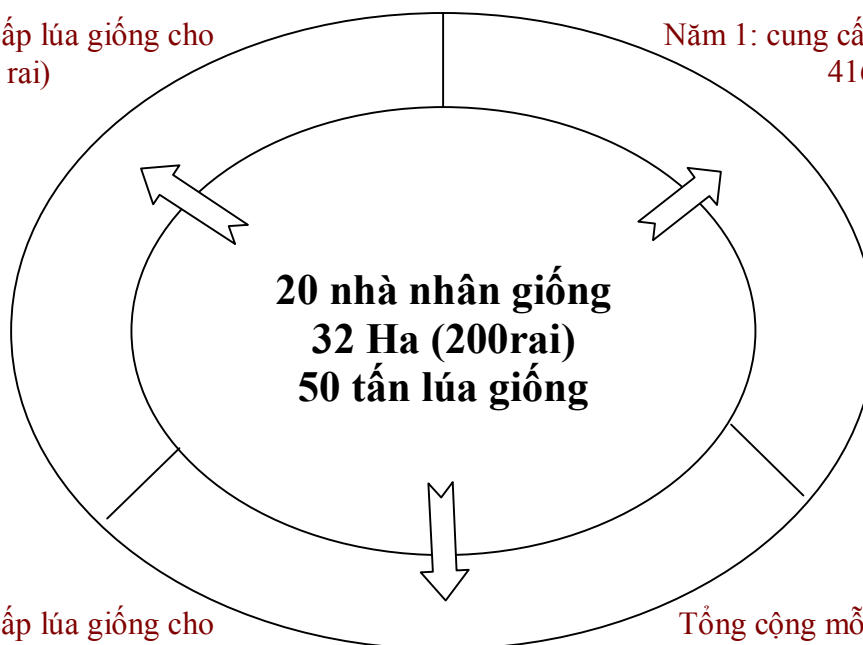 ấp lúa giống cho
rai)
Năm 1: cung cấ
416
20 nhà nhân giống
32 Ha (200rai)
50 tấn lúa giống
ấp lúa giống cho
Tổng cộng mỗ